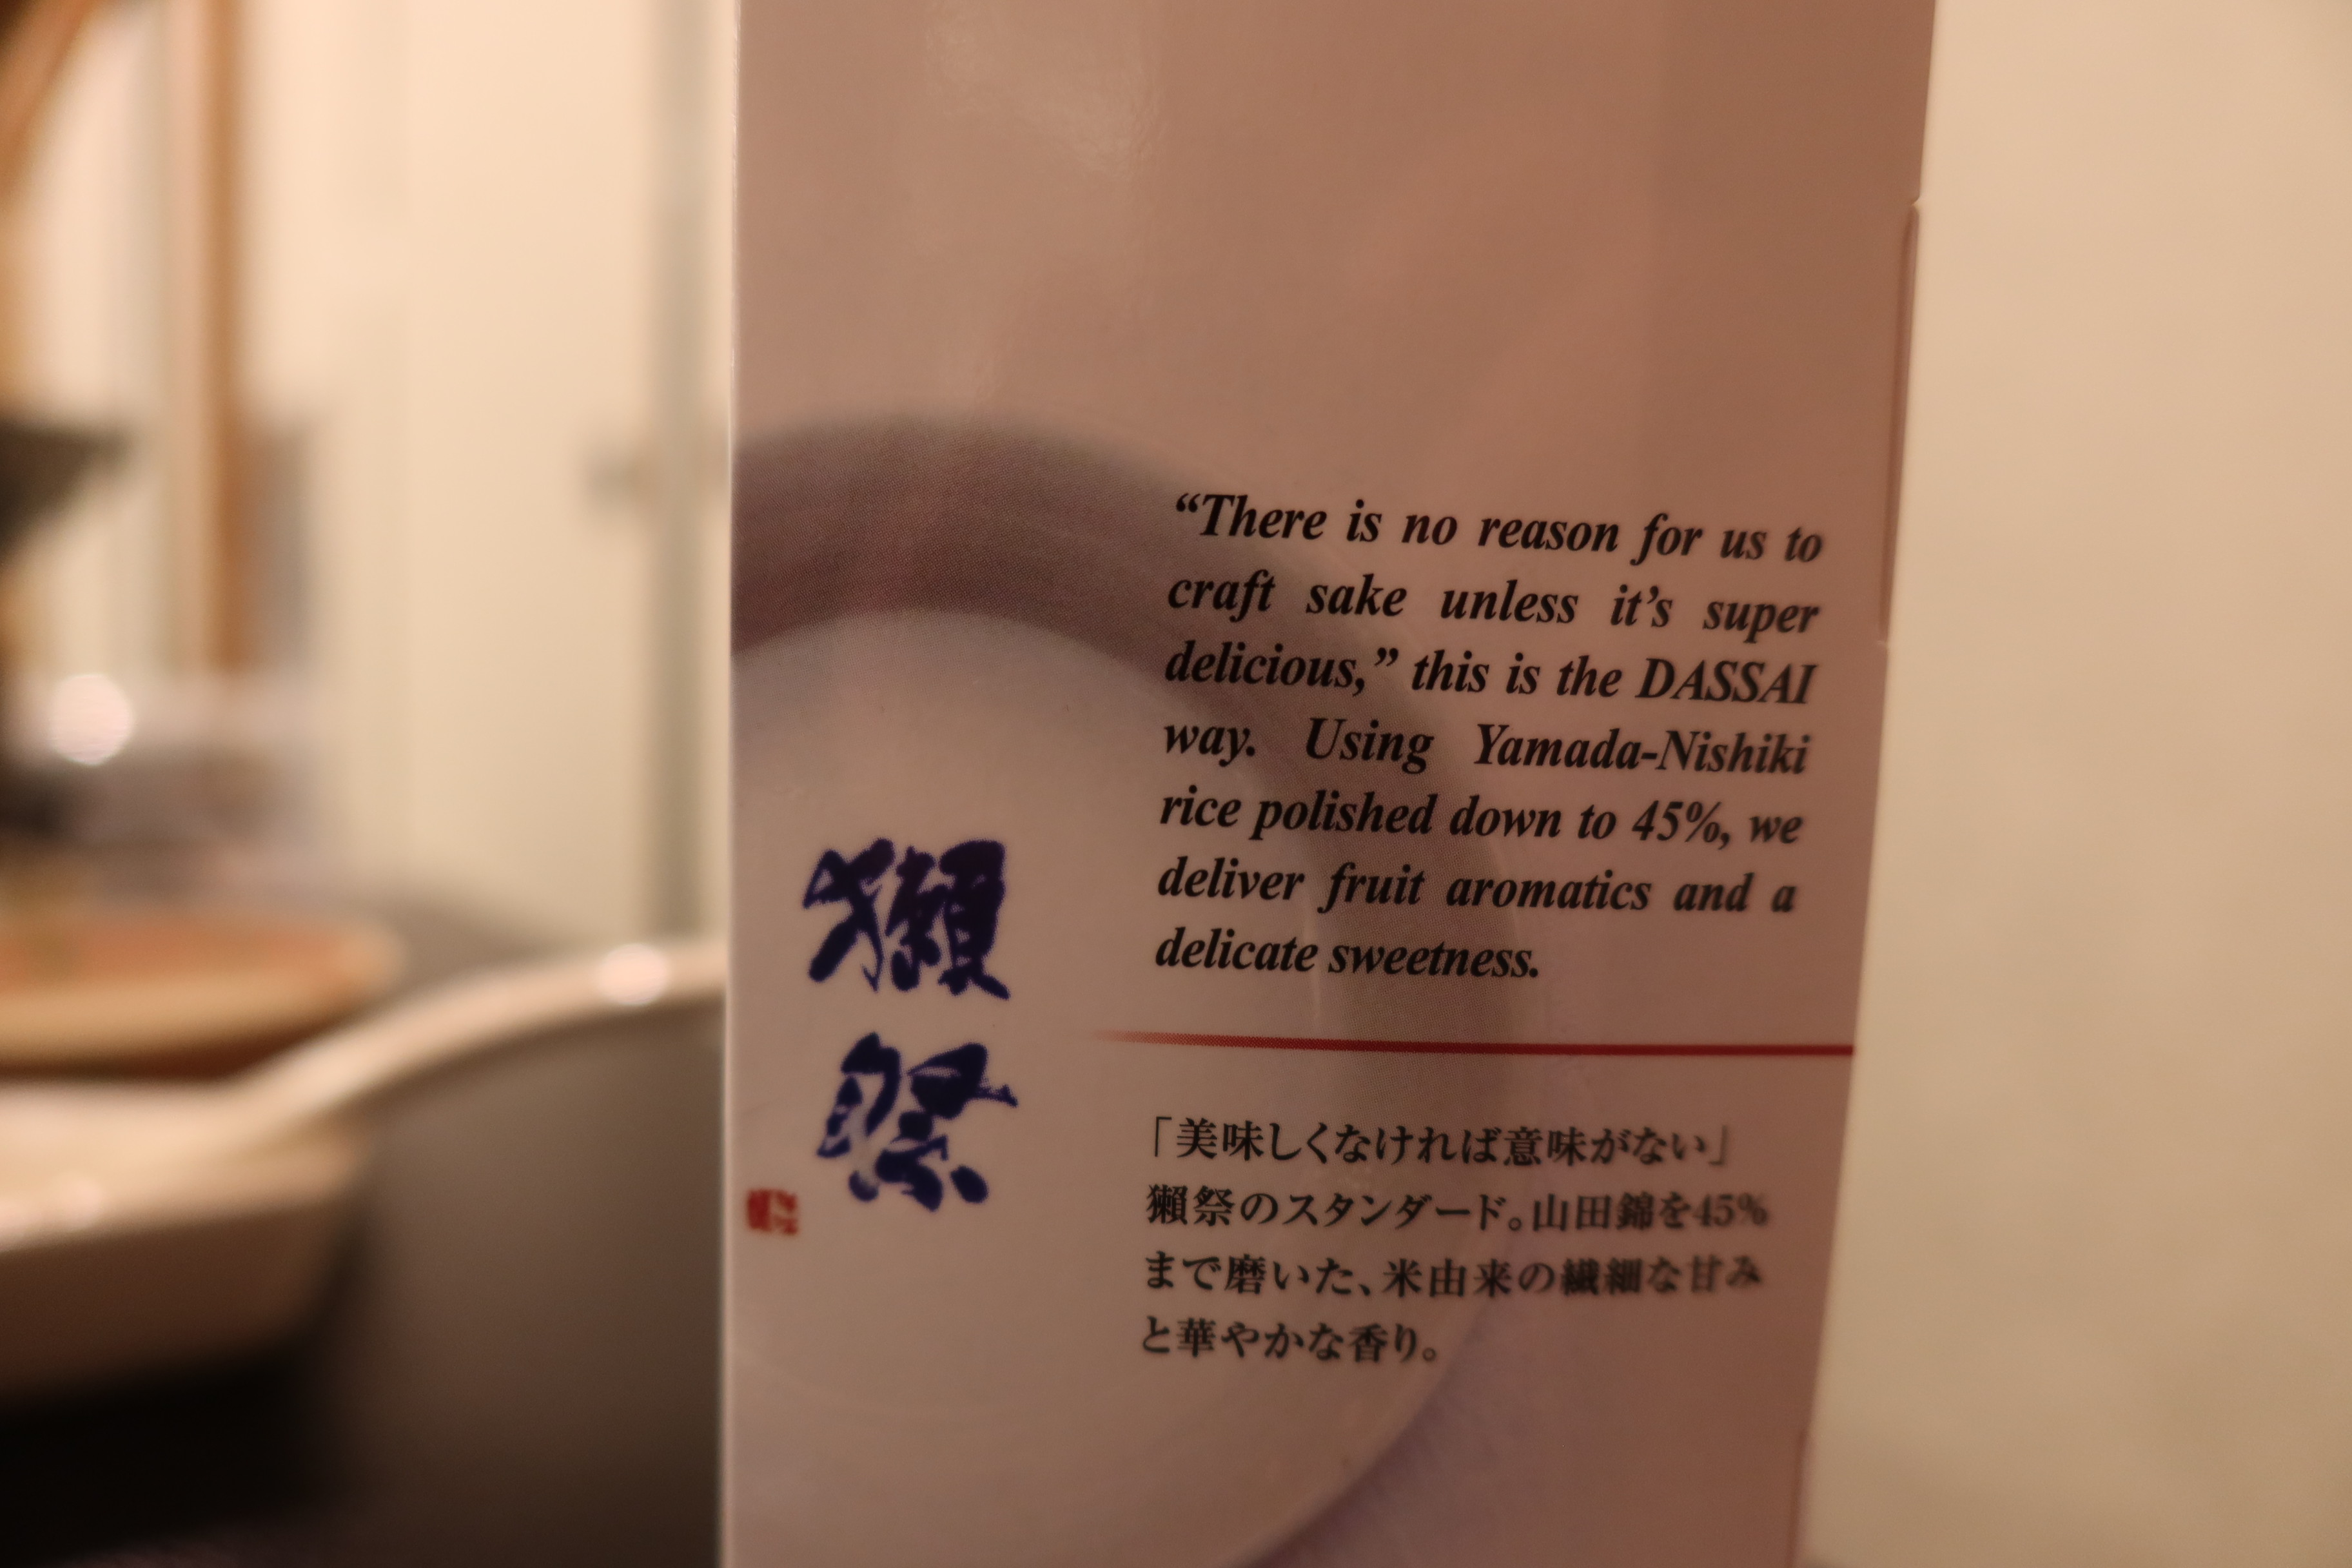 “There is no reason for us to
craft sake unless it’s super
delicious,” this is the DASSAI
way. Using Yamada-Nishiki
rice polished down to 45%, we
deliver fruit aromatics and a
delicate sweetness.
獺
祭
「美味しくなければ意味がない」
獺祭のスタンダード。山田錦を45%
まで磨いた、米由来の繊細な甘み
と華やかな香り。